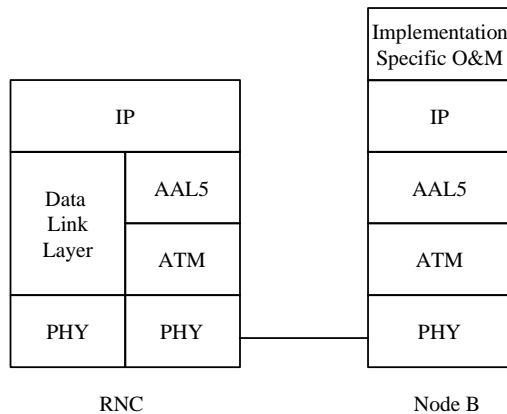 Implementation
Specific O&M
IP
Data
Link
Layer
AAL5
ATM
PHY
PHY
RNC
IP
AAL5
ATM
PHY
Node B